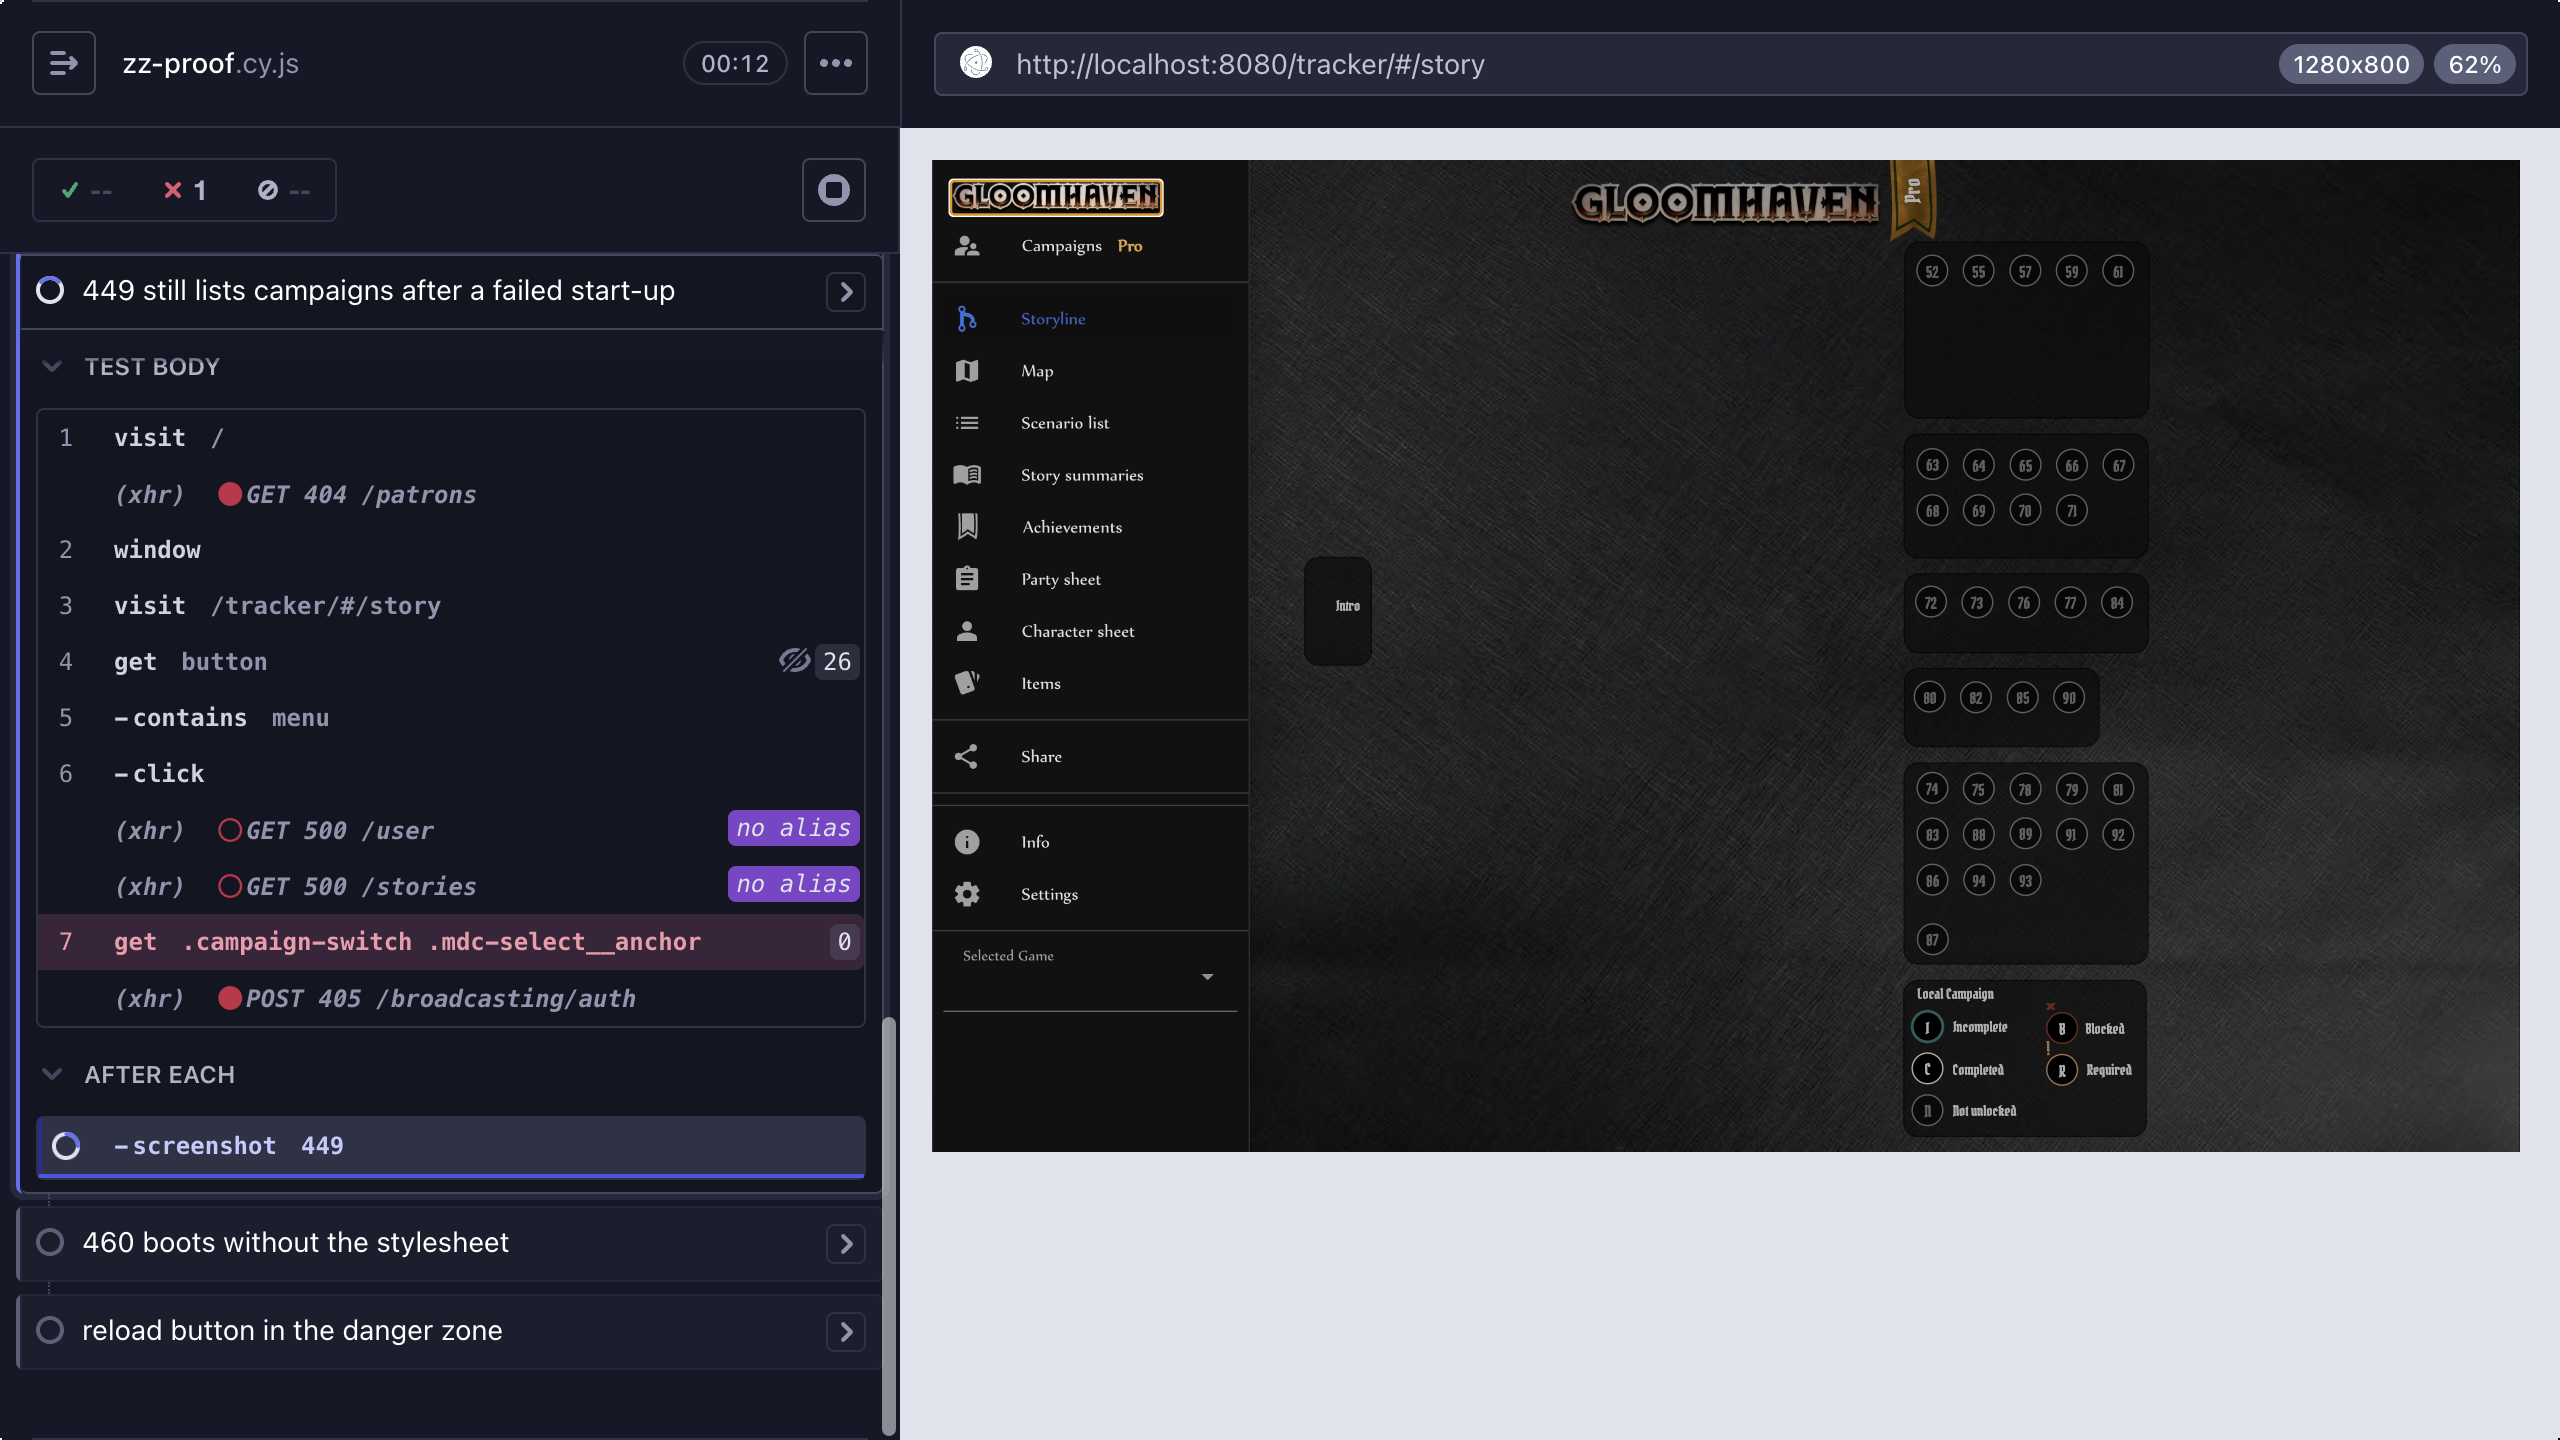 zz-proof.cy.js
00:12
-- 1 --
449 still lists campaigns after a failed start-up
TEST BODY
1 visit /
(xhr) GET 404 /patrons
2 window
3 visit /tracker/#/story
4 get button 26
5 -contains menu
6 -click
(xhr) GET 500 /user no alias
(xhr) GET 500 /stories no alias
7 get .campaign-switch .mdc-select__anchor 0
(xhr) POST 405 /broadcasting/auth
AFTER EACH
-screenshot 449
460 boots without the stylesheet
reload button in the danger zone
http://localhost:8080/tracker/#/story 1280x800 62%
GLOOMHAVEN
Campaigns Pro
Storyline
Map
Scenario list
Story summaries
Achievements
Party sheet
Character sheet
Items
Share
Info
Settings
Selected Game
GLOOMHAVEN
Pro
Intro
52 55 57 59 61
63 64 65 66 67
68 69 70 71
72 73 76 77 84
80 82 85 90
74 75 78 79 81
83 88 89 91 92
86 94 93
87
Local Campaign
I Incomplete B Blocked
C Completed R Required
N Not unlocked